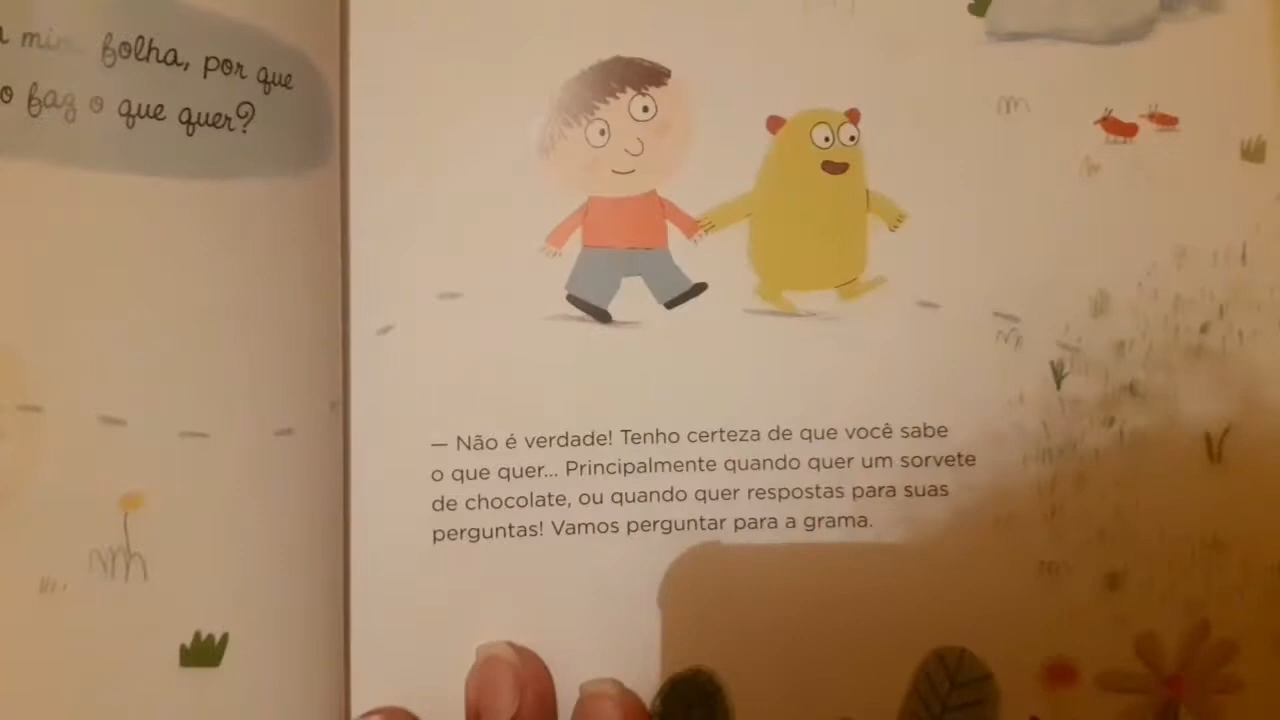 folha, por que
faz o que quer?
— Não é verdade! Tenho certeza de que você sabe
o que quer... Principalmente quando quer um sorvete
de chocolate, ou quando quer respostas para suas
perguntas! Vamos perguntar para a grama.